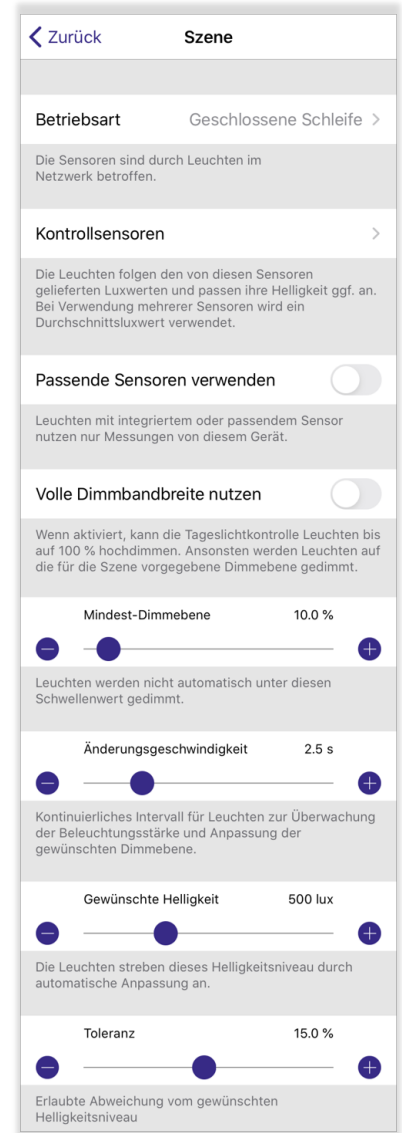 Zurück Szene
Betriebsart Geschlossene Schleife
Die Sensoren sind durch Leuchten im
Netzwerk betroffen.
Kontrollsensoren
Die Leuchten folgen den von diesen Sensoren
gelieferten Luxwerten und passen ihre Helligkeit ggf. an.
Bei Verwendung mehrerer Sensoren wird ein
Durchschnittsluxwert verwendet.
Passende Sensoren verwenden
Leuchten mit integriertem oder passendem Sensor
nutzen nur Messungen von diesem Gerät.
Volle Dimmbandbreite nutzen
Wenn aktiviert, kann die Tageslichtkontrolle Leuchten bis
auf 100 % hochdimmen. Ansonsten werden Leuchten auf
die für die Szene vorgegebene Dimmebene gedimmt.
Mindest-Dimmebene 10.0 %
Leuchten werden nicht automatisch unter diesen
Schwellenwert gedimmt.
Änderungsgeschwindigkeit 2.5 s
Kontinuierliches Intervall für Leuchten zur Überwachung
der Beleuchtungsstärke und Anpassung der
gewünschten Dimmebene.
Gewünschte Helligkeit 500 lux
Die Leuchten streben dieses Helligkeitsniveau durch
automatische Anpassung an.
Toleranz 15.0 %
Erlaubte Abweichung vom gewünschten
Helligkeitsniveau